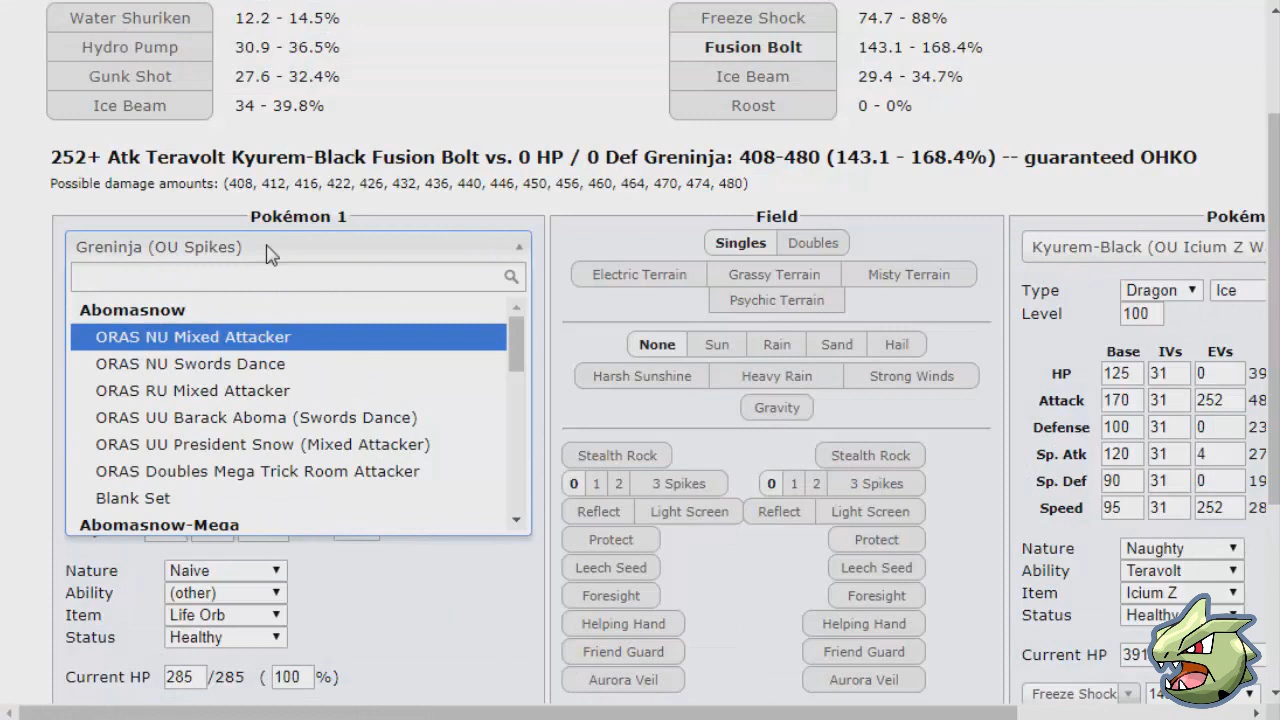 Water Shuriken 12.2 - 14.5% Freeze Shock 74.7 - 88%
Hydro Pump 30.9 - 36.5% Fusion Bolt 143.1 - 168.4%
Gunk Shot 27.6 - 32.4% Ice Beam 29.4 - 34.7%
Ice Beam 34 - 39.8% Roost 0 - 0%
252+ Atk Teravolt Kyurem-Black Fusion Bolt vs. 0 HP / 0 Def Greninja: 408-480 (143.1 - 168.4%) -- guaranteed OHKO
Possible damage amounts: (408, 412, 416, 422, 426, 432, 436, 440, 446, 450, 456, 460, 464, 470, 474, 480)
Pokémon 1
Greninja (OU Spikes)
Abomasnow
ORAS NU Mixed Attacker
ORAS NU Swords Dance
ORAS RU Mixed Attacker
ORAS UU Barack Aboma (Swords Dance)
ORAS UU President Snow (Mixed Attacker)
ORAS Doubles Mega Trick Room Attacker
Blank Set
Abomasnow-Mega
Nature Naive
Ability (other)
Item Life Orb
Status Healthy
Current HP 285 /285 ( 100 %)
Field
Singles Doubles
Electric Terrain Grassy Terrain Misty Terrain
Psychic Terrain
None Sun Rain Sand Hail
Harsh Sunshine Heavy Rain Strong Winds
Gravity
Stealth Rock Stealth Rock
0 1 2 3 Spikes 0 1 2 3 Spikes
Reflect Light Screen Reflect Light Screen
Protect Protect
Leech Seed Leech Seed
Foresight Foresight
Helping Hand Helping Hand
Friend Guard Friend Guard
Aurora Veil Aurora Veil
Pokém
Kyurem-Black (OU Icium Z W
Type Dragon Ice
Level 100
Base IVs EVs
HP 125 31 0 39
Attack 170 31 252 48
Defense 100 31 0 23
Sp. Atk 120 31 4 27
Sp. Def 90 31 0 19
Speed 95 31 252 28
Nature Naughty
Ability Teravolt
Item Icium Z
Status Healthy
Current HP 391
Freeze Shock